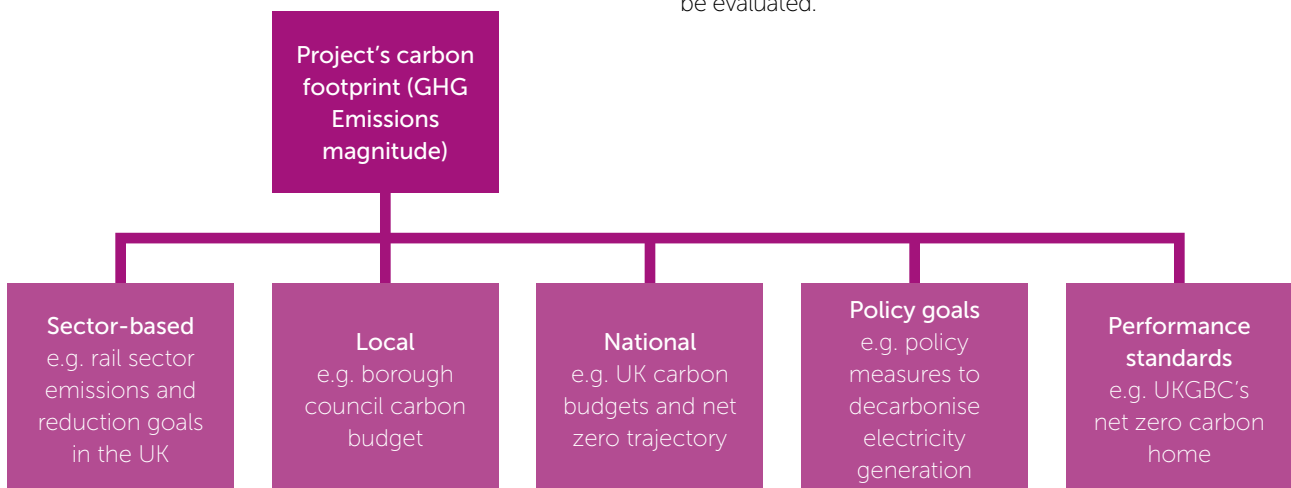 be evaluated.
Project's carbon
footprint (GHG
Emissions
magnitude)
Sector-based
e.g. rail sector
emissions and
reduction goals
in the UK
Local
e.g. borough
council carbon
budget
National
e.g. UK carbon
budgets and net
zero trajectory
Policy goals
e.g. policy
measures to
decarbonise
electricity
generation
Performance
standards
e.g. UKGBC's
net zero carbon
home